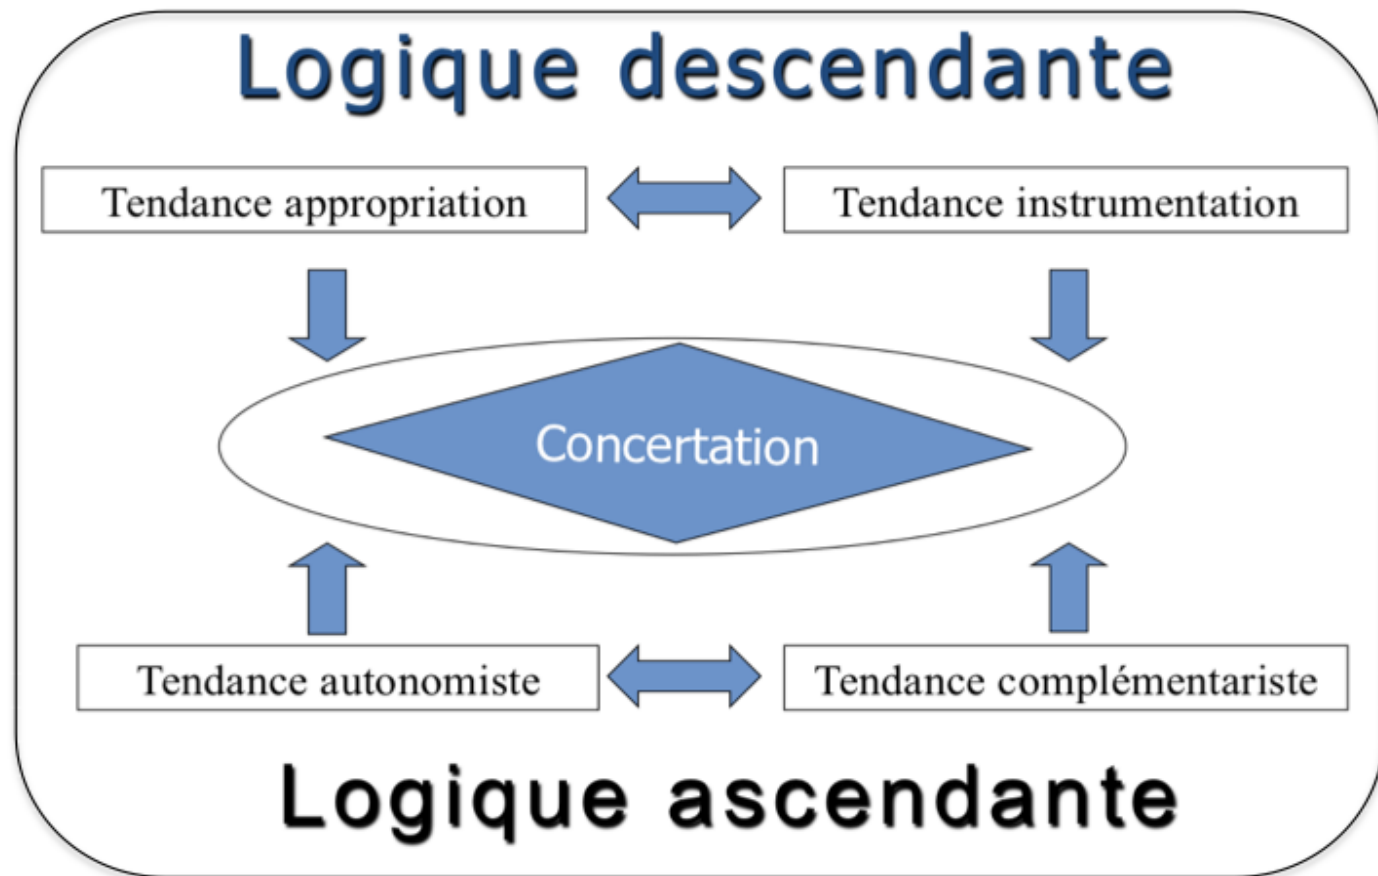 Logique descendante
Tendance appropriation
Tendance instrumentation
Concertation
Tendance autonomiste
Tendance complémentariste
Logique ascendante